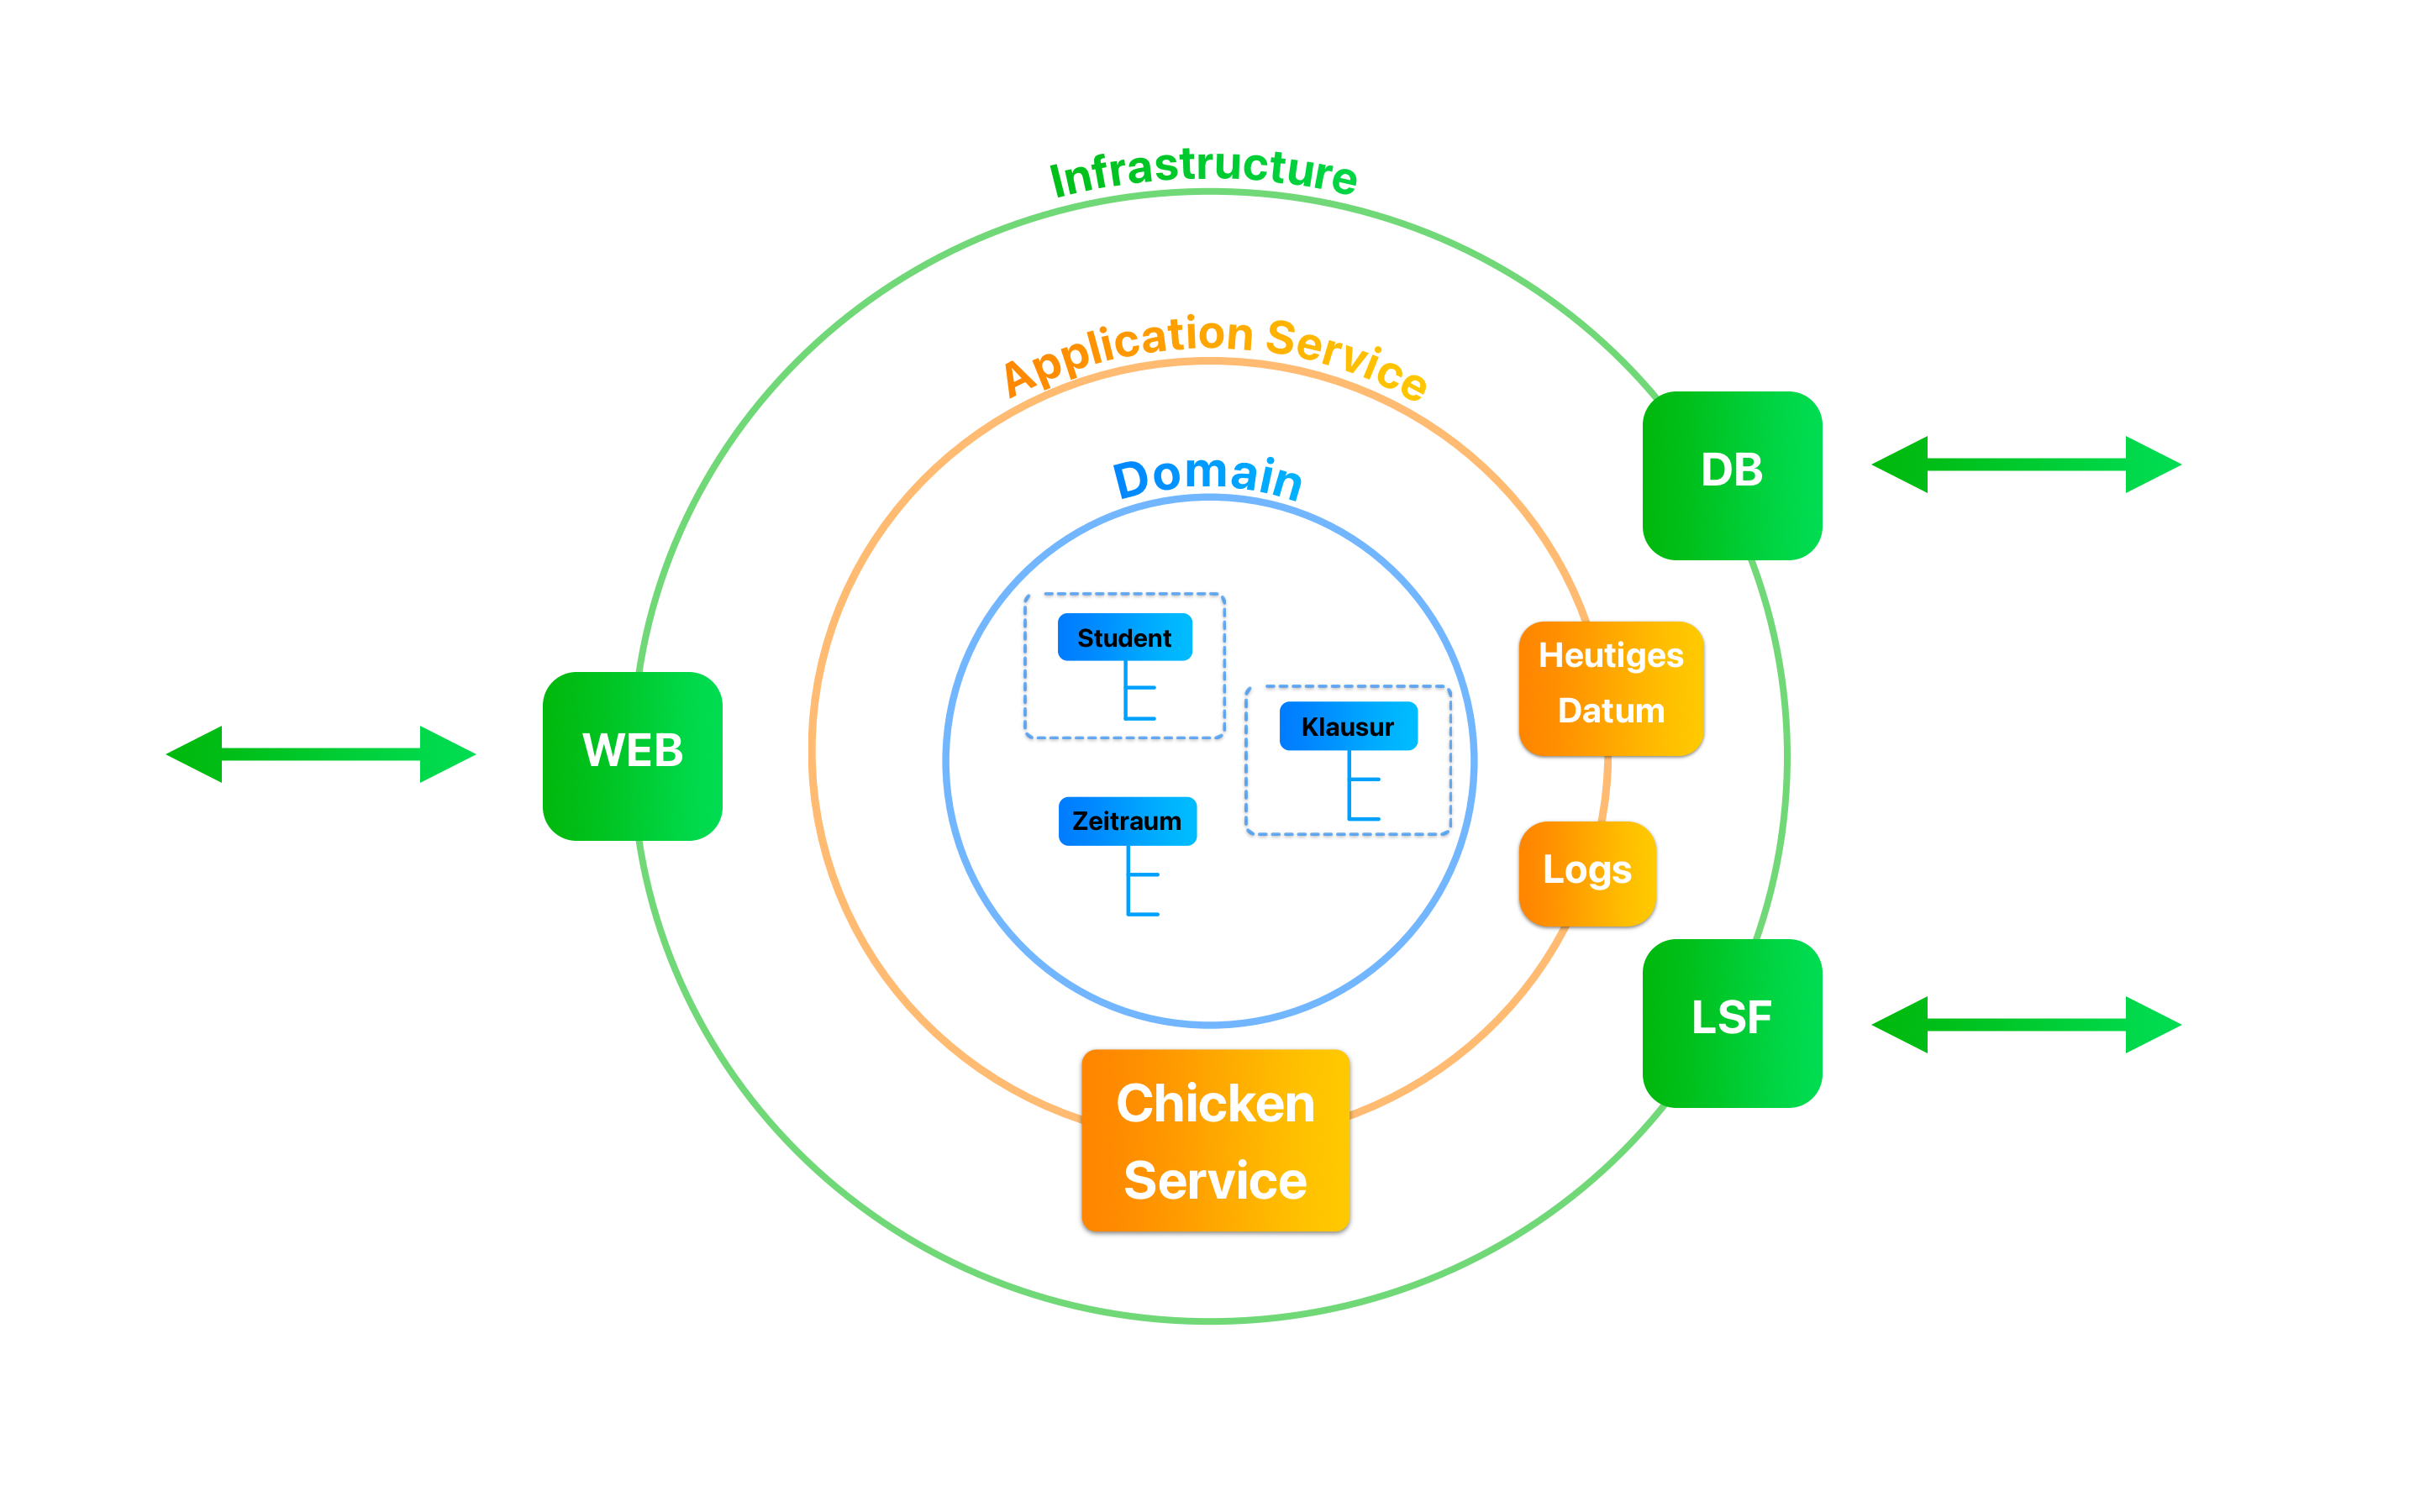 Infrastructure
Application Service
Domain
DB
Student
Heutiges
Datum
Klausur
WEB
Zeitraum
Logs
LSF
Chicken
Service